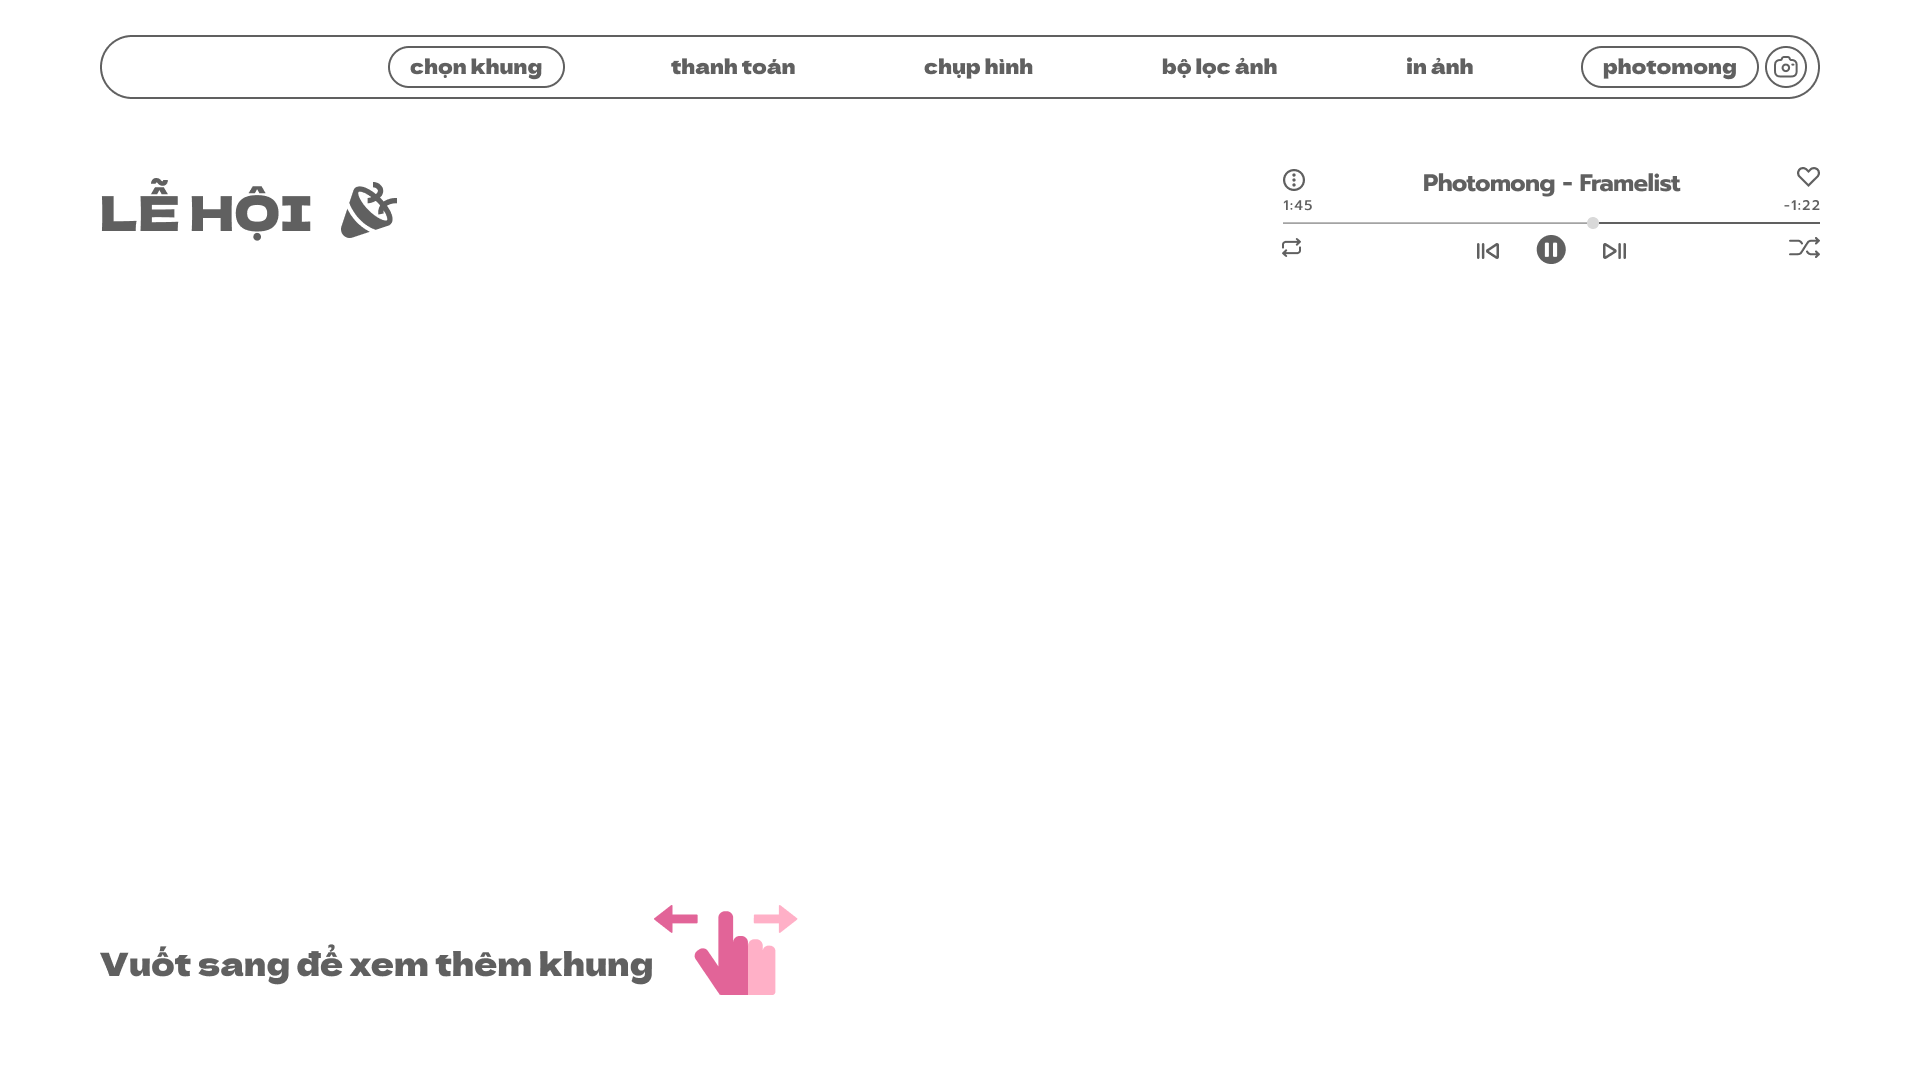 chọn khung
thanh toán
chụp hình
bộ lọc ảnh
in ảnh
photomong
LỄ HỘI
Photomong - Framelist
1:45
-1:22
Vuốt sang để xem thêm khung